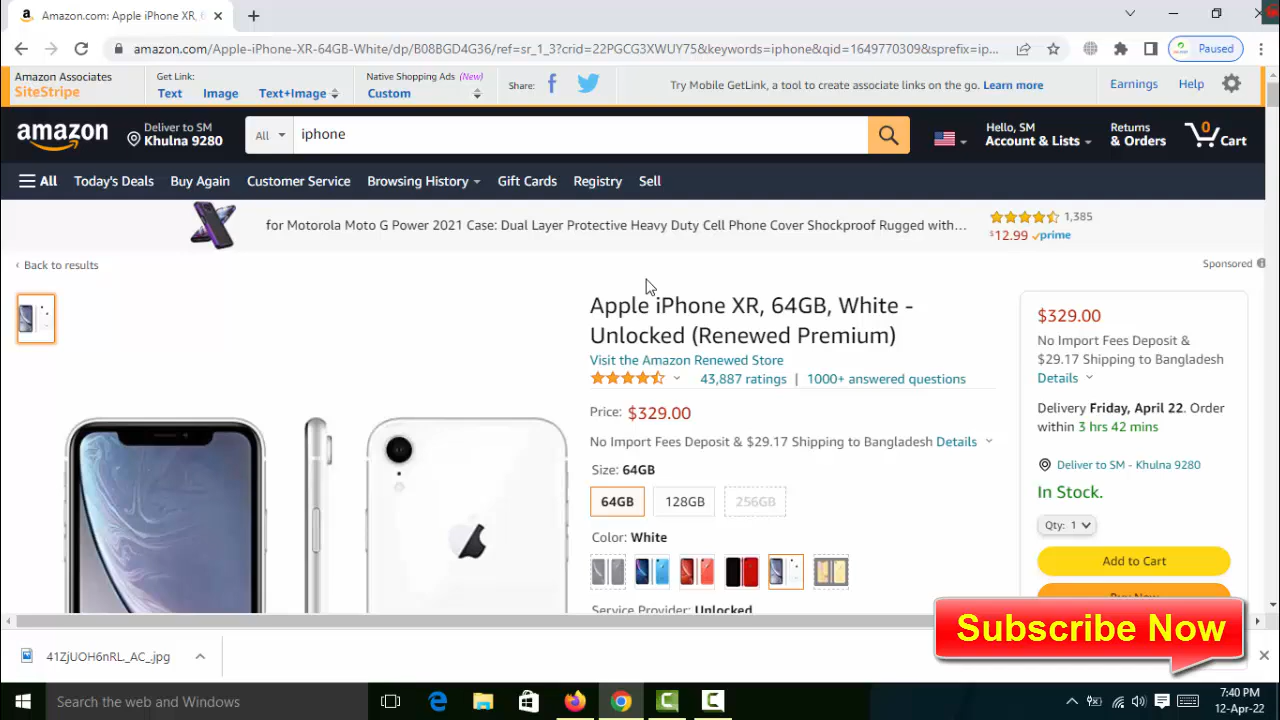 Amazon.com: Apple iPhone XR, 6
amazon.com/Apple-iPhone-XR-64GB-White/dp/B08BGD4G36/ref=sr_1_3?crid=22PGCG3XWUY75&keywords=iphone&qid=1649770309&sprefix=ip...
Paused
Amazon Associates
SiteStripe
Get Link:
Text
Image
Text+Image
Native Shopping Ads (New)
Custom
Share:
Try Mobile GetLink, a tool to create associate links on the go. Learn more
Earnings
Help
amazon
Deliver to SM
Khulna 9280
All
iphone
Hello, SM
Account & Lists
Returns
& Orders
0
Cart
All
Today's Deals
Buy Again
Customer Service
Browsing History
Gift Cards
Registry
Sell
for Motorola Moto G Power 2021 Case: Dual Layer Protective Heavy Duty Cell Phone Cover Shockproof Rugged with...
1,385
$12.99 prime
‹ Back to results
Sponsored
Apple iPhone XR, 64GB, White -
Unlocked (Renewed Premium)
Visit the Amazon Renewed Store
43,887 ratings | 1000+ answered questions
Price: $329.00
No Import Fees Deposit & $29.17 Shipping to Bangladesh Details
Size: 64GB
64GB
128GB
256GB
Color: White
Service Provider: Unlocked
$329.00
No Import Fees Deposit &
$29.17 Shipping to Bangladesh
Details
Delivery Friday, April 22. Order
within 3 hrs 42 mins
Deliver to SM - Khulna 9280
In Stock.
Qty: 1
Add to Cart
Buy Now
Subscribe Now
41ZjUOH6nRL._AC_.jpg
Search the web and Windows
7:40 PM
12-Apr-22